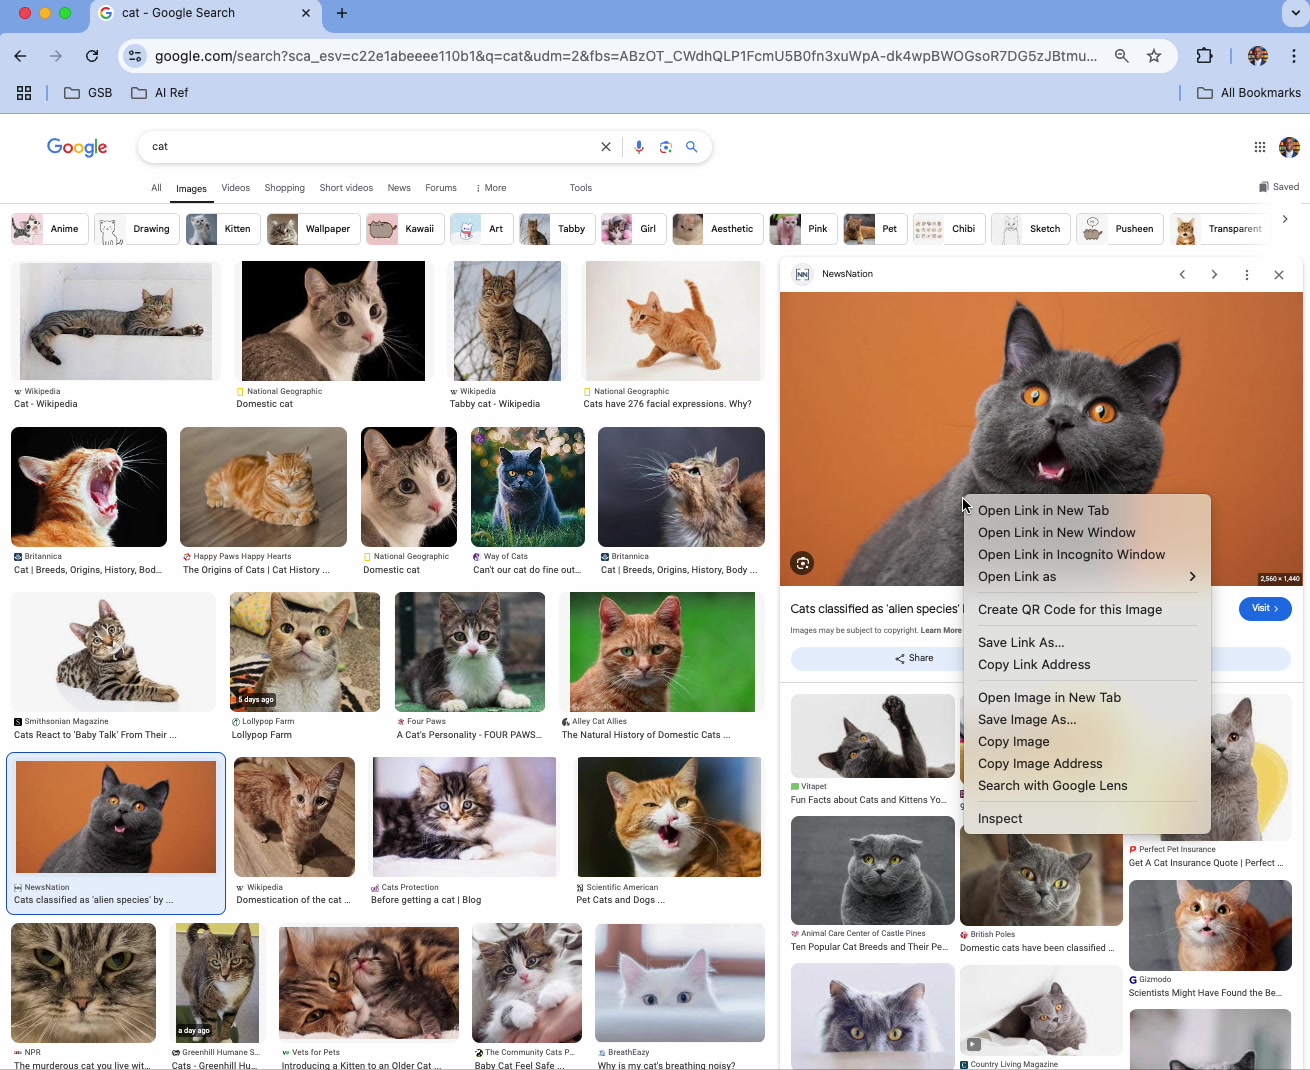 cat - Google Search
google.com/search?sca_esv=c22e1abeeee110b1&q=cat&udm=2&fbs=ABzOT_CWdhQLP1FcmU5B0fn3xuWpA-dk4wpBWOGsoR7DG5zJBtmu...
GSB
AI Ref
All Bookmarks
Google
cat
All Images Videos Shopping Short videos News Forums More Tools
Saved
Anime Drawing Kitten Wallpaper Kawaii Art Tabby Girl Aesthetic Pink Pet Chibi Sketch Pusheen Transparent
Wikipedia
Cat - Wikipedia
National Geographic
Domestic cat
Wikipedia
Tabby cat - Wikipedia
National Geographic
Cats have 276 facial expressions. Why?
Britannica
Cat | Breeds, Origins, History, Bod...
Happy Paws Happy Hearts
The Origins of Cats | Cat History ...
National Geographic
Domestic cat
Way of Cats
Can't our cat do fine out...
Britannica
Cat | Breeds, Origins, History, Body ...
Smithsonian Magazine
Cats React to 'Baby Talk' From Their ...
5 days ago
Lollypop Farm
Lollypop Farm
Four Paws
A Cat's Personality - FOUR PAWS...
Alley Cat Allies
The Natural History of Domestic Cats ...
NewsNation
Cats classified as 'alien species' by ...
Wikipedia
Domestication of the cat ...
Cats Protection
Before getting a cat | Blog
Scientific American
Pet Cats and Dogs ...
NPR
The murderous cat you live wit...
a day ago
Greenhill Humane S...
Cats - Greenhill Hu...
Vets for Pets
Introducing a Kitten to an Older Cat ...
The Community Cats P...
Baby Cat Feel Safe ...
BreathEazy
Why is my cat's breathing noisy?
NN
NewsNation
2,560 × 1,440
Cats classified as 'alien species'
Visit
Images may be subject to copyright. Learn More
Share
Open Link in New Tab
Open Link in New Window
Open Link in Incognito Window
Open Link as
Create QR Code for this Image
Save Link As...
Copy Link Address
Open Image in New Tab
Save Image As...
Copy Image
Copy Image Address
Search with Google Lens
Inspect
Vitapet
Fun Facts about Cats and Kittens Yo...
Perfect Pet Insurance
Get A Cat Insurance Quote | Perfect ...
Animal Care Center of Castle Pines
Ten Popular Cat Breeds and Their Pe...
British Poles
Domestic cats have been classified ...
Gizmodo
Scientists Might Have Found the Be...
Country Living Magazine